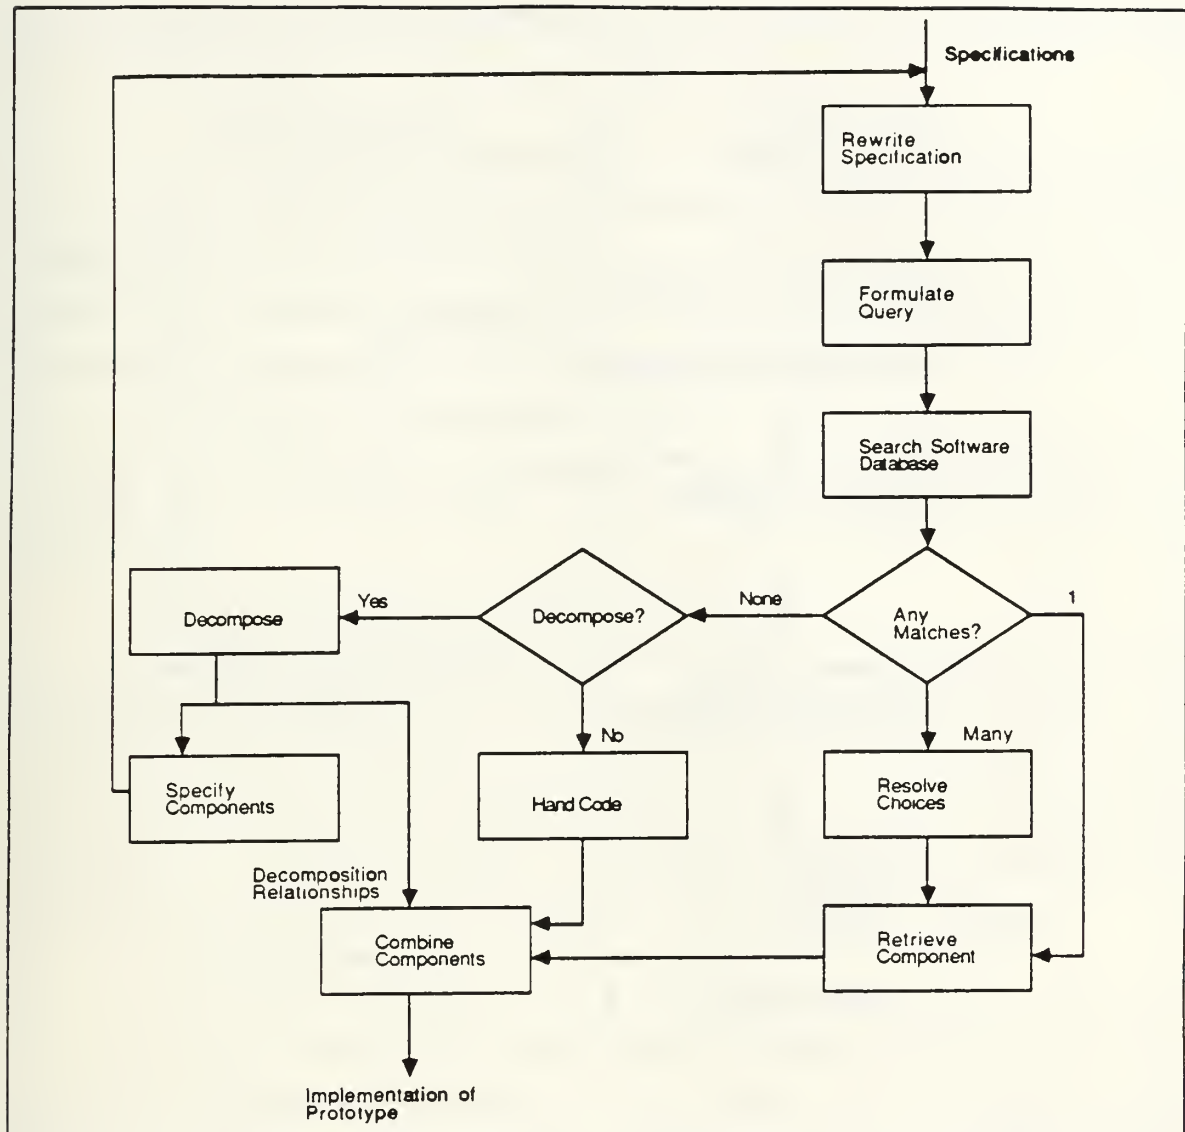 Specifications
Rewrite
Specification
Formulate
Query
Search Software
Database
Any
Matches?
1
None
Decompose?
Yes
Decompose
Many
No
Specify
Components
Hand Code
Resolve
Choices
Decomposition
Relationships
Combine
Components
Retrieve
Component
Implementation of
Prototype